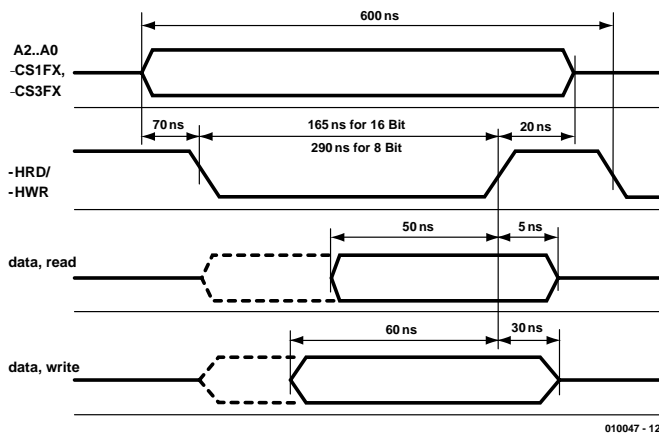 600 ns
A2..A0
-CS1FX,
-CS3FX
70 ns
165 ns for 16 Bit
20 ns
290 ns for 8 Bit
-HRD/
-HWR
50 ns
5 ns
data, read
60 ns
30 ns
data, write
010047 - 12